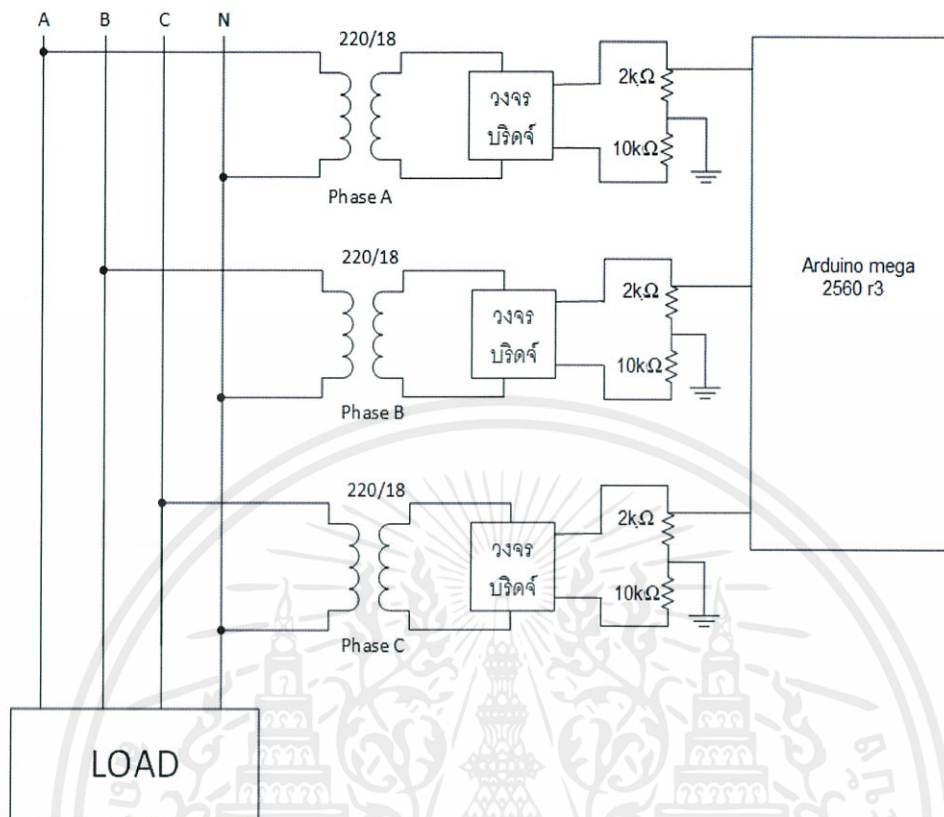 A B C N
220/18
วงจร
บริดจ์
2kΩ
10kΩ
Phase A
220/18
วงจร
บริดจ์
2kΩ
10kΩ
Phase B
220/18
วงจร
บริดจ์
2kΩ
10kΩ
Phase C
Arduino mega
2560 r3
LOAD